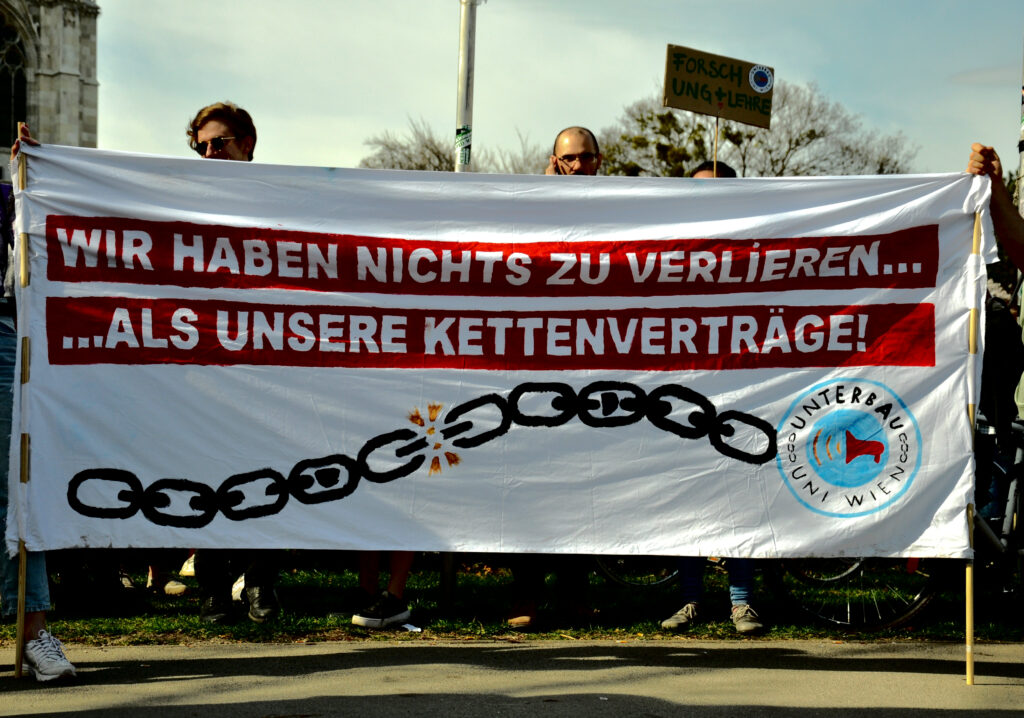 FORSCH
UNG + LEHRE
WIR HABEN NICHTS ZU VERLIEREN...
...ALS UNSERE KETTENVERTRÄGE!
UNTERBAU
UNI WIEN